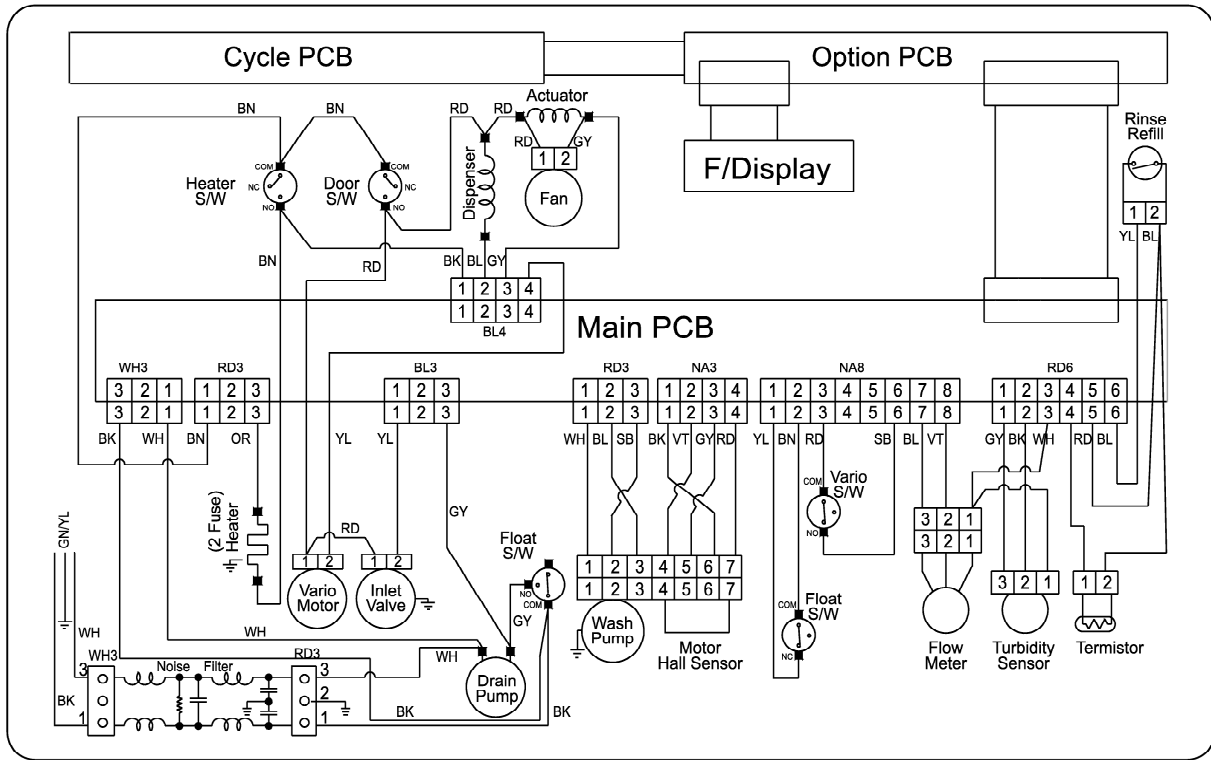 Cycle PCB
Option PCB
Actuator
BN
BN
RD
RD
RD
GY
1 2
Fan
F/Display
Rinse
Refill
1 2
YL BL
COM
NC
NO
Heater
S/W
Door
S/W
COM
NC
NO
Dispenser
BN
RD
BK BL GY
1 2 3 4
1 2 3 4
BL4
Main PCB
WH3
3 2 1
3 2 1
RD3
1 2 3
1 2 3
BL3
1 2 3
1 2 3
RD3
1 2 3
1 2 3
NA3
1 2 3 4
1 2 3 4
NA8
1 2 3 4 5 6 7 8
1 2 3 4 5 6 7 8
RD6
1 2 3 4 5 6
1 2 3 4 5 6
BK WH BN OR YL YL
WH BL SB BK VT GY RD
YL BN RD SB BL VT
GY BK WH RD BL
GY
GN/YL
(2 Fuse)
Heater
RD
1 2
Vario
Motor
1 2
Inlet
Valve
Float
S/W
NO
COM
GY
1 2 3 4 5 6 7
1 2 3 4 5 6 7
Wash
Pump
Motor
Hall Sensor
COM
Vario
S/W
NO
COM
Float
S/W
NC
3 2 1
3 2 1
Flow
Meter
3 2 1
Turbidity
Sensor
1 2
Termistor
WH
WH
WH
WH3
3
1
BK
Noise Filter
RD3
3
2
1
Drain
Pump
BK
BK